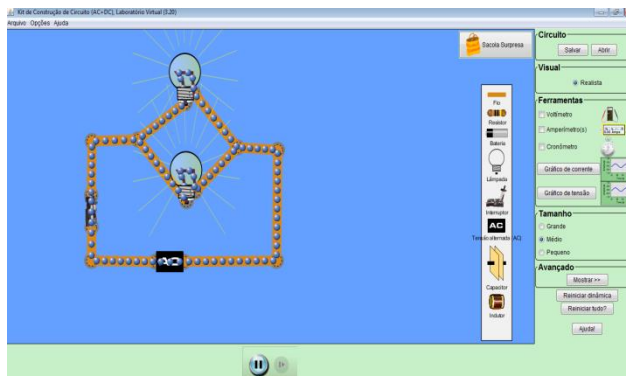 Kit de Construção de Circuito (AC+DC), Laboratório Virtual (3.20)
Arquivo Opções Ajuda
Sacola Surpresa
Fio
Resistor
Bateria
Lâmpada
Interruptor
AC
Tensão alternada (AC)
Capacitor
Indutor
AC
Circuito
Salvar
Abrir
Visual
Realista
Ferramentas
Voltímetro
Amperímetro(s)
Cronômetro
Gráfico de corrente
Gráfico de tensão
Tamanho
Grande
Médio
Pequeno
Avançado
Mostrar >>
Reiniciar dinâmica
Reiniciar tudo?
Ajuda!